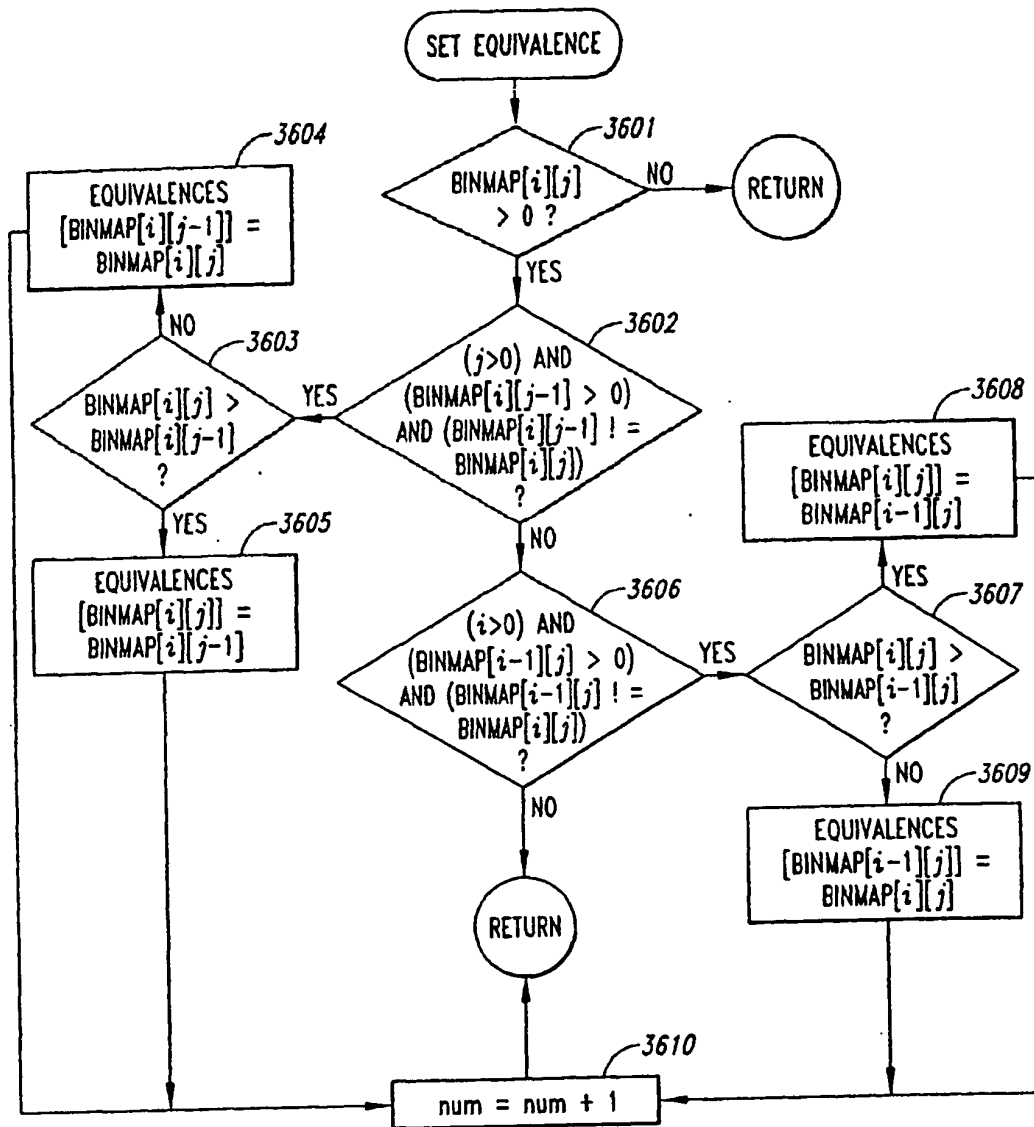 SET EQUIVALENCE
3601
BINMAP[i][j]
> 0 ?
NO
RETURN
YES
3604
EQUIVALENCES
[BINMAP[i][j-1]] =
BINMAP[i][j]
NO
3603
BINMAP[i][j] >
BINMAP[i][j-1]
?
YES
3602
(j>0) AND
(BINMAP[i][j-1] > 0)
AND (BINMAP[i][j-1] ! =
BINMAP[i][j])
?
YES
NO
3605
EQUIVALENCES
[BINMAP[i][j]] =
BINMAP[i][j-1]
3606
(i>0) AND
(BINMAP[i-1][j] > 0)
AND (BINMAP[i-1][j] ! =
BINMAP[i][j])
?
YES
NO
3608
EQUIVALENCES
[BINMAP[i][j]] =
BINMAP[i-1][j]
YES
3607
BINMAP[i][j] >
BINMAP[i-1][j]
?
NO
3609
EQUIVALENCES
[BINMAP[i-1][j]] =
BINMAP[i][j]
RETURN
3610
num = num + 1